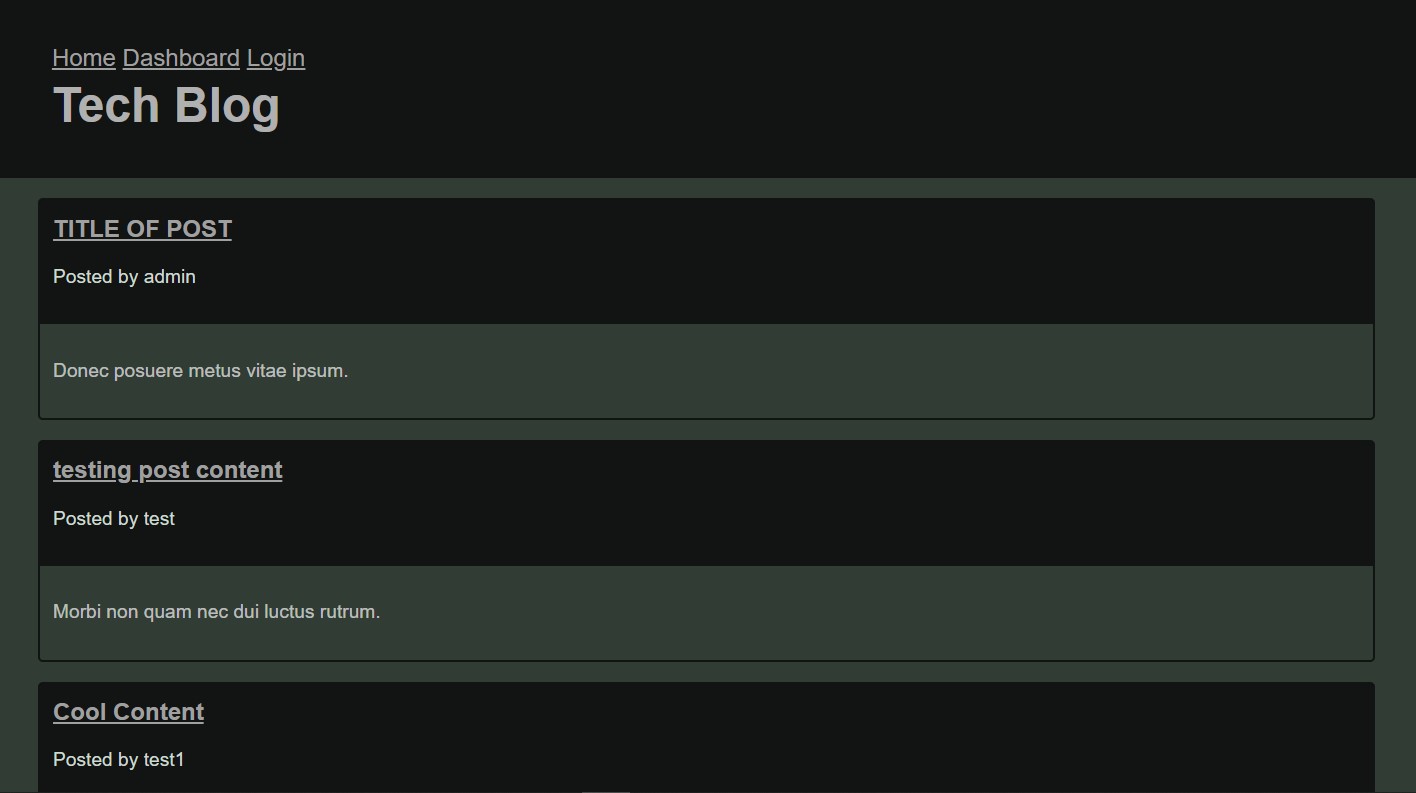 Home Dashboard Login
Tech Blog
TITLE OF POST
Posted by admin
Donec posuere metus vitae ipsum.
testing post content
Posted by test
Morbi non quam nec dui luctus rutrum.
Cool Content
Posted by test1